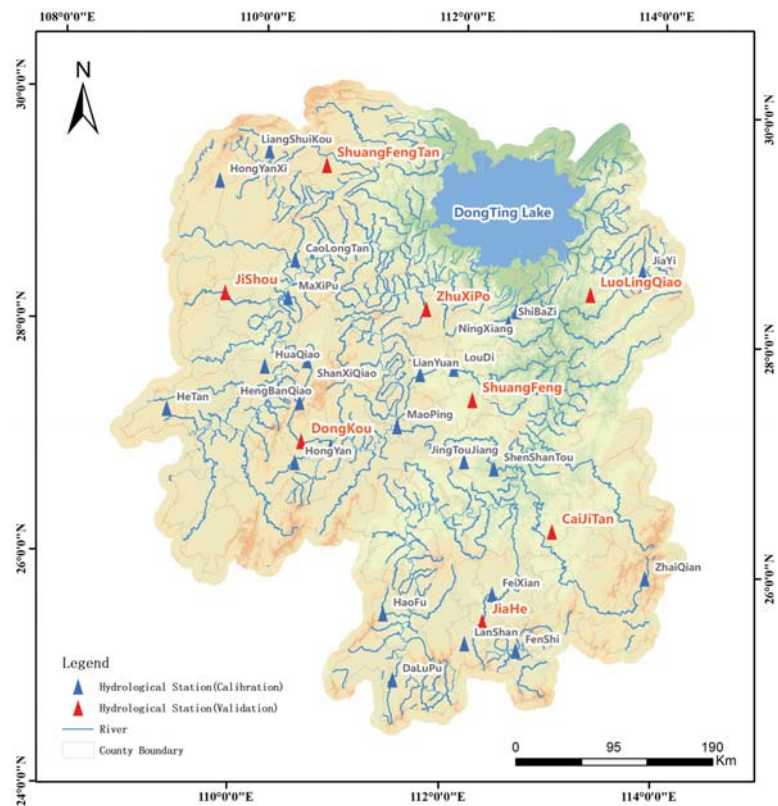 108°0'0"E
110°0'0"E
112°0'0"E
114°0'0"E
N
30°0'0"N
30°0'0"N
LiangShuiKou
ShuangFengTan
HongYanXi
DongTing Lake
CaoLongTan
JiaYi
JiShou
MaXiPu
ZhuXiPo
LuoLingQiao
ShiBaZi
28°0'0"N
NingXiang
28°0'0"N
HuaQiao
LianYuan
LouDi
ShanXiQiao
HeTan
HengBanQiao
ShuangFeng
MaoPing
DongKou
HongYan
JingTouJiang
ShenShanTou
CaiJiTan
26°0'0"N
26°0'0"N
ZhaiQian
FeiXian
HaoFu
JiaHe
LanShan
FenShi
DaLuPu
Legend
Hydrological Station(Calibration)
Hydrological Station(Validation)
River
County Boundary
0 95 190
Km
24°0'0"N
24°0'0"N
110°0'0"E
112°0'0"E
114°0'0"E